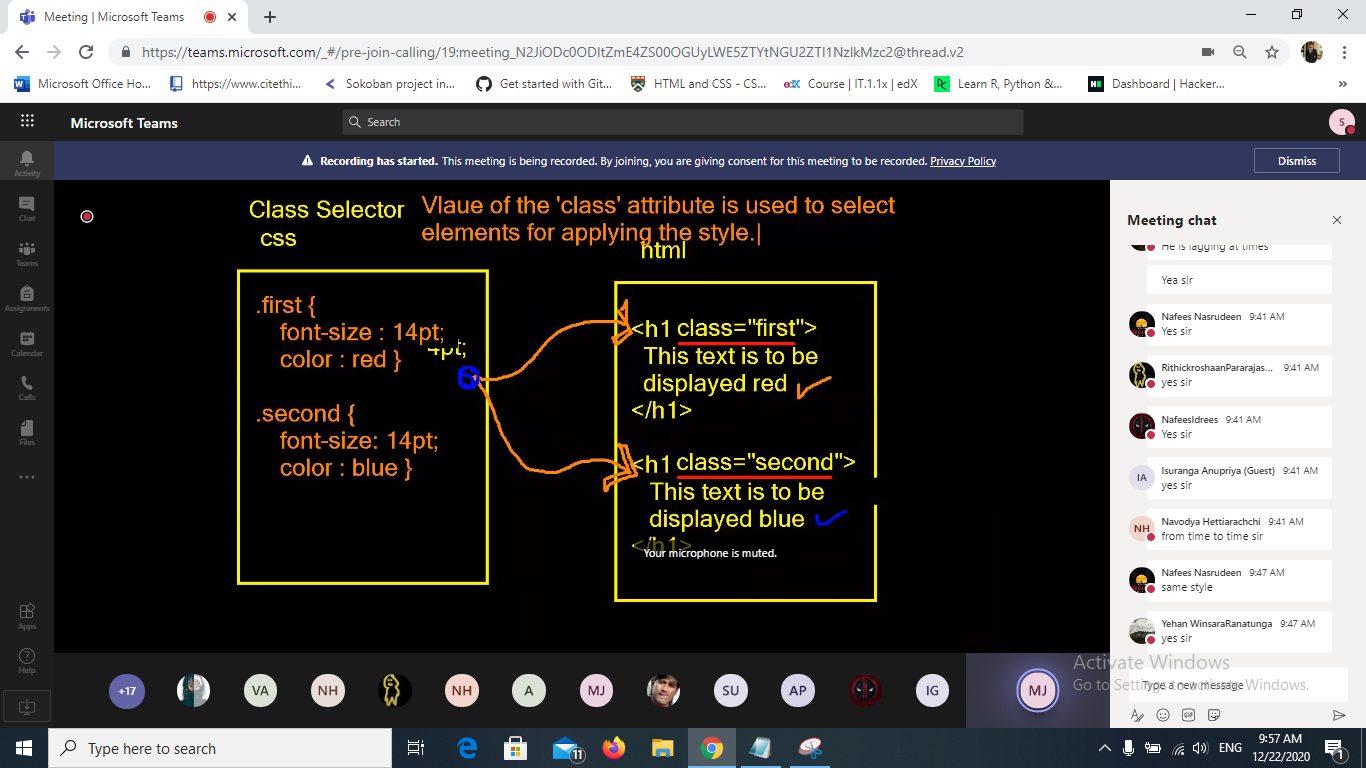 Meeting | Microsoft Teams
https://teams.microsoft.com/_#/pre-join-calling/19:meeting_N2JiODc0ODItZmE4ZS00OGUyLWE5ZTYtNGU2ZTI1NzlkMzc2@thread.v2
Microsoft Office Ho...
https://www.citethi...
Sokoban project in...
Get started with Git...
HTML and CSS - CS...
Course | IT.1.1x | edX
Learn R, Python &...
Dashboard | Hacker...
»
Microsoft Teams
Search
S
Recording has started. This meeting is being recorded. By joining, you are giving consent for this meeting to be recorded. Privacy Policy
Dismiss
Activity
Chat
Teams
Assignments
Calendar
Calls
Files
Apps
Help
Class Selector
css
Vlaue of the 'class' attribute is used to select
elements for applying the style.|
html
.first {
font-size : 14pt;
color : red }
4pt;
6
.second {
font-size: 14pt;
color : blue }
<h1 class="first">
This text is to be
displayed red
</h1>
<h1 class="second">
This text is to be
displayed blue
</h1>
Your microphone is muted.
Meeting chat
He is lagging at times
Yea sir
Nafees Nasrudeen 9:41 AM
Yes sir
RithickroshaanPararajas... 9:41 AM
yes sir
NafeesIdrees 9:41 AM
Yes sir
IA
Isuranga Anupriya (Guest) 9:41 AM
yes sir
NH
Navodya Hettiarachchi 9:41 AM
from time to time sir
Nafees Nasrudeen 9:47 AM
same style
Yehan WinsaraRanatunga 9:47 AM
yes sir
Activate Windows
Go to Settings to activate Windows.
Type a new message
GIF
+17
VA
NH
NH
A
MJ
SU
AP
IG
MJ
Type here to search
11
ENG
9:57 AM
12/22/2020
1